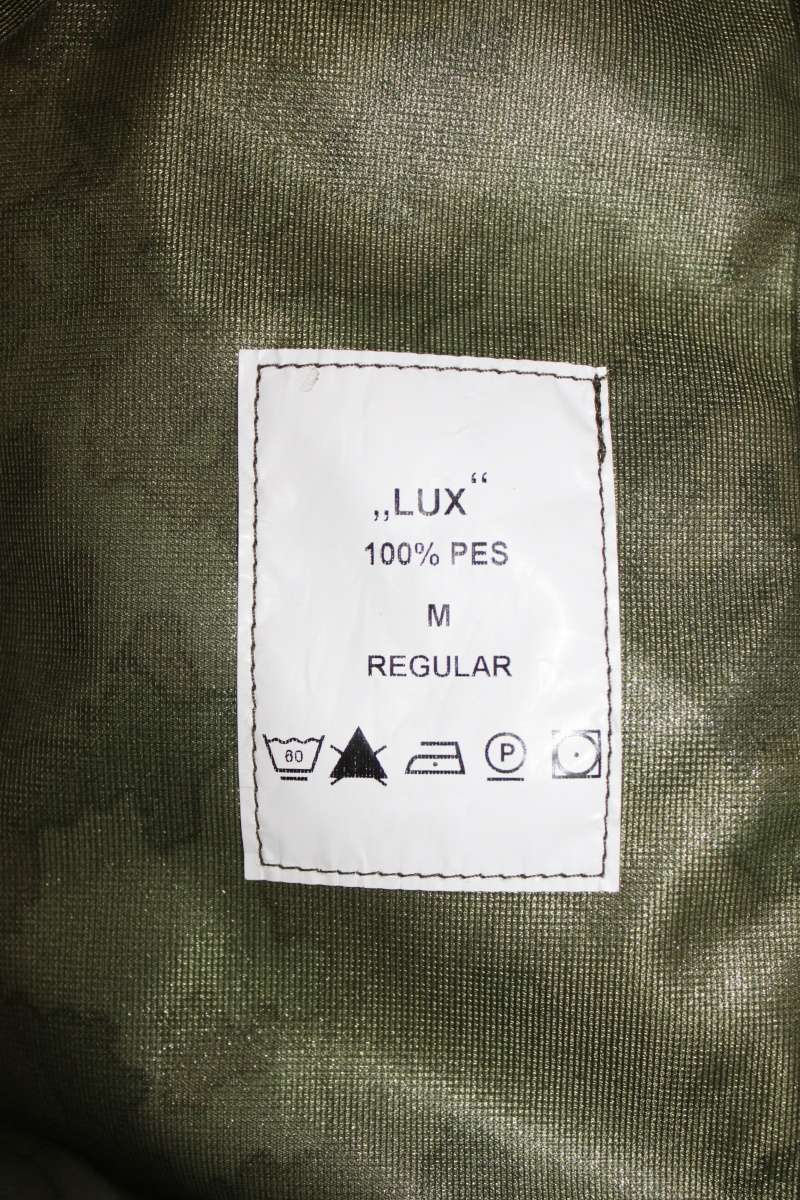 „LUX“
100% PES
M
REGULAR
60 P